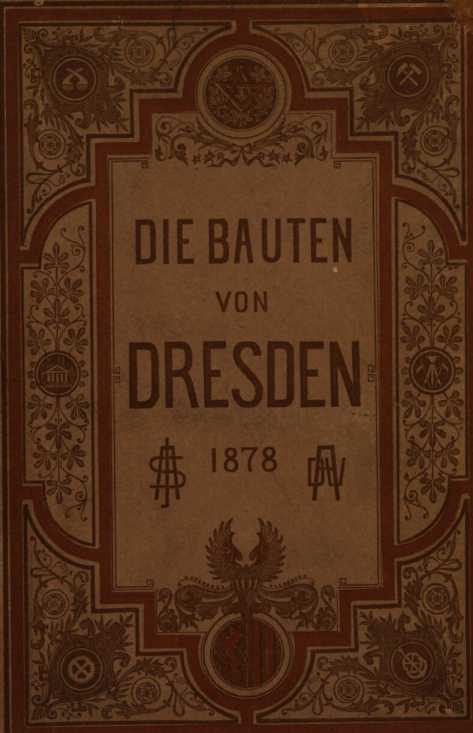 DIE BAUTEN
VON
DRESDEN
1878